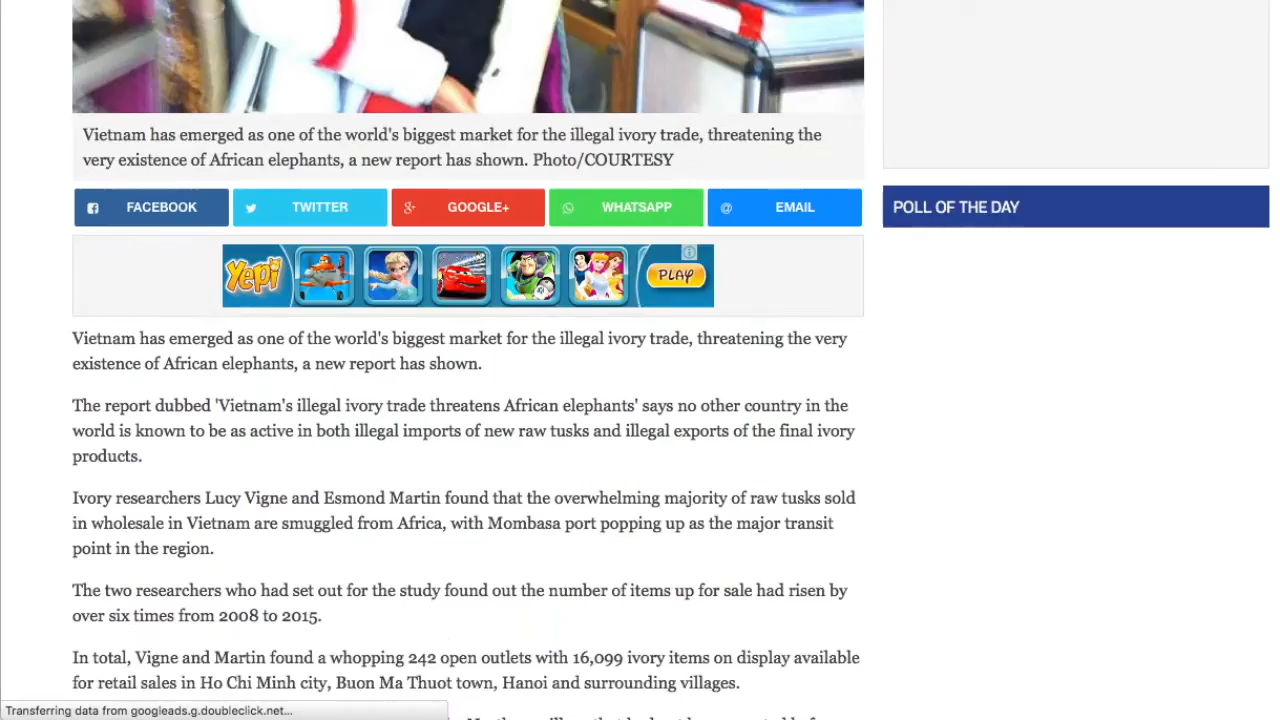 Vietnam has emerged as one of the world's biggest market for the illegal ivory trade, threatening the
very existence of African elephants, a new report has shown. Photo/COURTESY
FACEBOOK
TWITTER
GOOGLE+
WHATSAPP
EMAIL
POLL OF THE DAY
Yepi
PLAY
Vietnam has emerged as one of the world's biggest market for the illegal ivory trade, threatening the very
existence of African elephants, a new report has shown.
The report dubbed 'Vietnam's illegal ivory trade threatens African elephants' says no other country in the
world is known to be as active in both illegal imports of new raw tusks and illegal exports of the final ivory
products.
Ivory researchers Lucy Vigne and Esmond Martin found that the overwhelming majority of raw tusks sold
in wholesale in Vietnam are smuggled from Africa, with Mombasa port popping up as the major transit
point in the region.
The two researchers who had set out for the study found out the number of items up for sale had risen by
over six times from 2008 to 2015.
In total, Vigne and Martin found a whopping 242 open outlets with 16,099 ivory items on display available
for retail sales in Ho Chi Minh city, Buon Ma Thuot town, Hanoi and surrounding villages.
Transferring data from googleads.g.doubleclick.net...